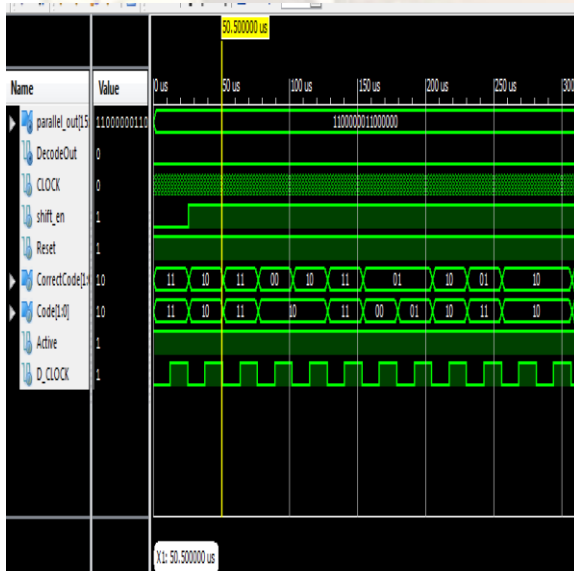 50.500000 us
Name Value 0 us 50 us 100 us 150 us 200 us 250 us 300
parallel_out[15 11000000110 1100000011000000
DecodeOut 0
CLOCK 0
shift_en 1
Reset 1
CorrectCode[1: 10 11 10 11 00 10 11 01 10 01 10
Code[1:0] 10 11 10 11 10 11 00 01 10 11 10
Active 1
D_CLOCK 1
X1: 50.500000 us